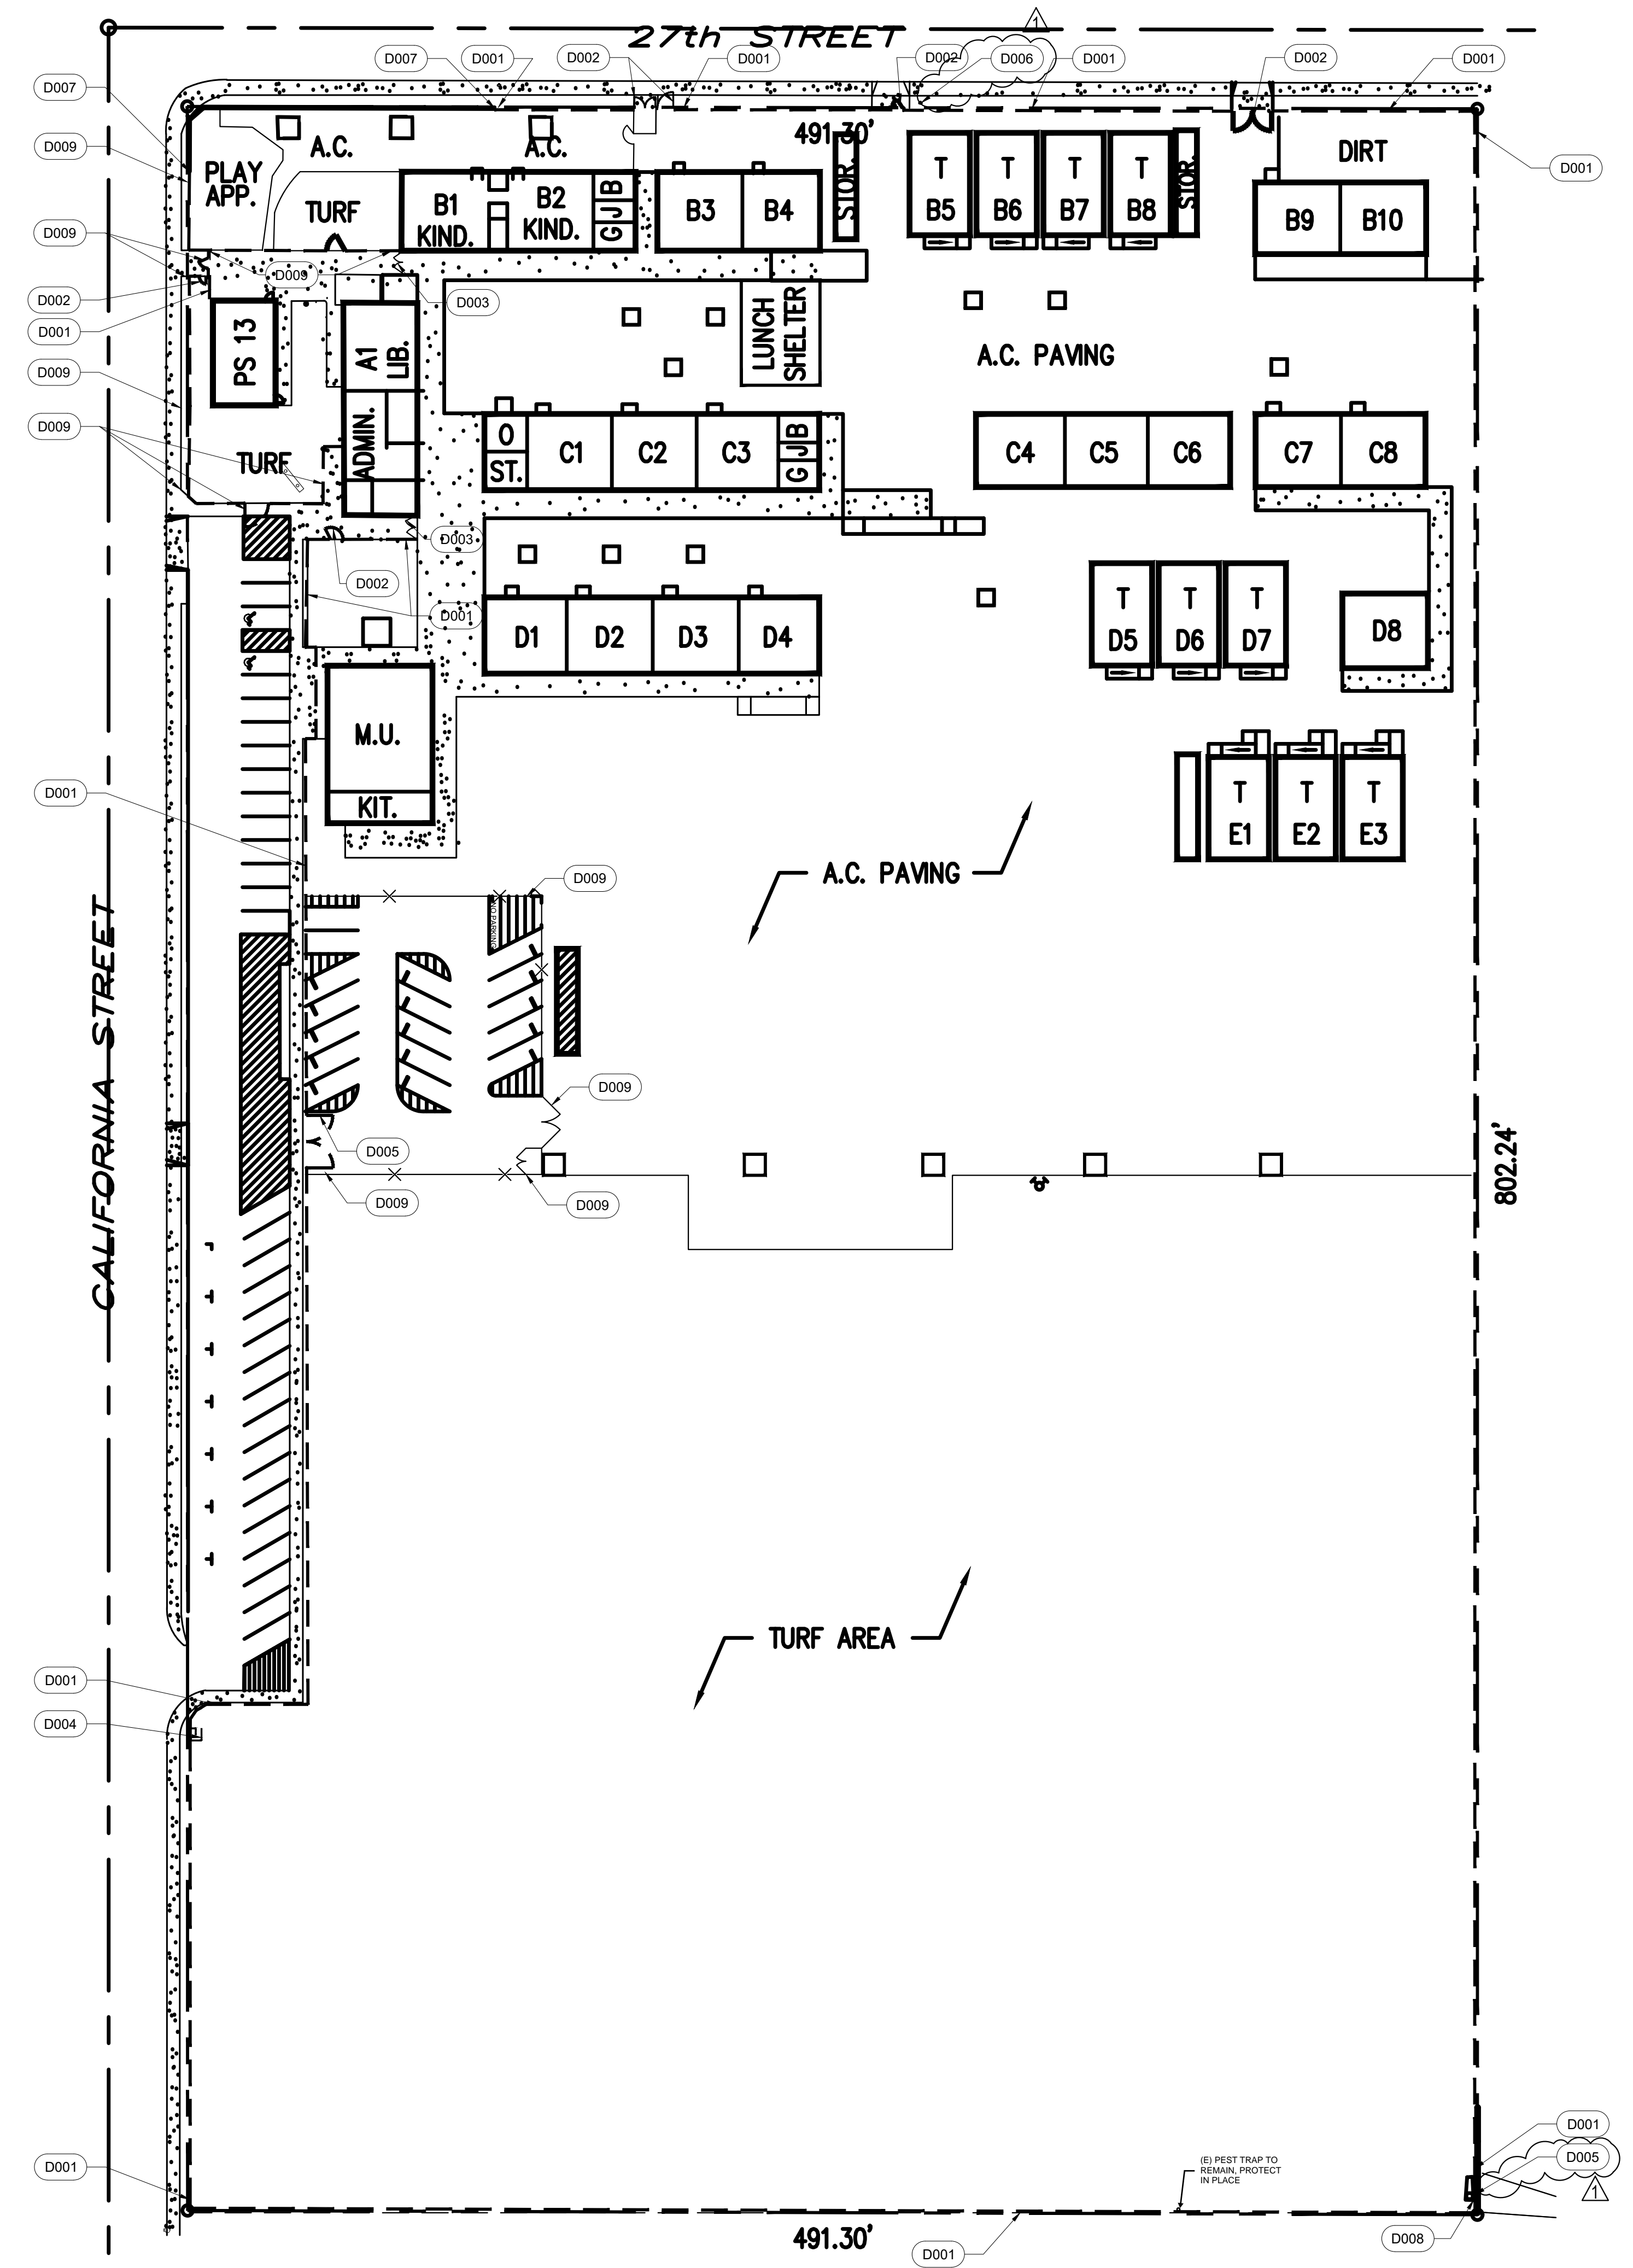 27th STREET
1
D007
D001
D002
D001
D002
D006
D001
D002
D001
D007
491.30'
D009
D001
A.C.
A.C.
STOR.
STOR.
DIRT
PLAY
APP.
TURF
B1
KIND.
B2
KIND.
G J B
B3
B4
T
B5
T
B6
T
B7
T
B8
B9
B10
D009
D009
D002
D003
D001
PS 13
A1
LIB.
LUNCH
SHELTER
A.C. PAVING
D009
D009
ADMIN.
TURF
O
ST.
C1
C2
C3
G J B
C4
C5
C6
C7
C8
D003
D002
D001
D1
D2
D3
D4
T
D5
T
D6
T
D7
D8
M.U.
KIT.
D001
T
E1
T
E2
T
E3
A.C. PAVING
D009
NO PARKING
CALIFORNIA STREET
D009
D005
D009
D009
802.24'
TURF AREA
D001
D004
D001
D001
D005
1
(E) PEST TRAP TO
REMAIN, PROTECT
IN PLACE
491.30'
D001
D008